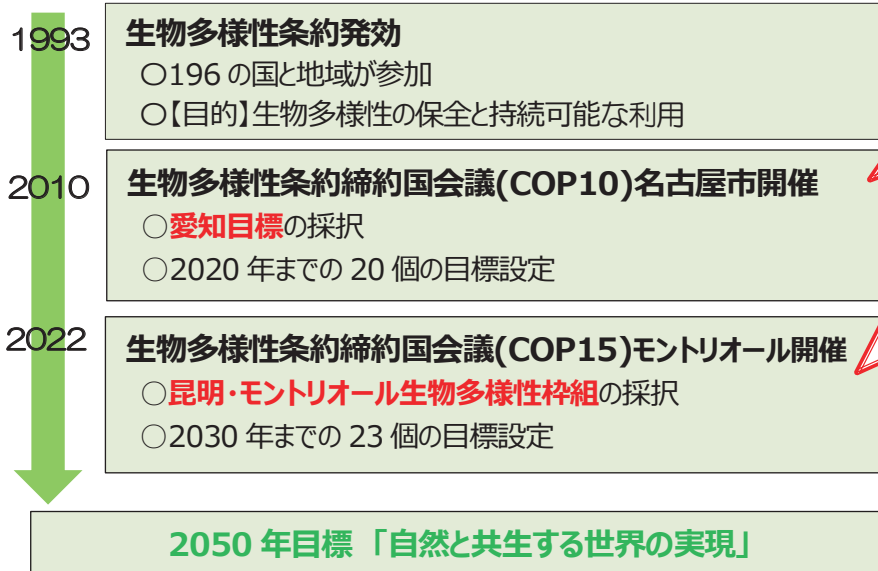 1993
生物多様性条約発効
〇196 の国と地域が参加
〇【目的】生物多様性の保全と持続可能な利用
2010
生物多様性条約締約国会議(COP10)名古屋市開催
○愛知目標の採択
○2020 年までの 20 個の目標設定
2022
生物多様性条約締約国会議(COP15)モントリオール開催
○昆明・モントリオール生物多様性枠組の採択
○2030 年までの 23 個の目標設定
2050 年目標 「自然と共生する世界の実現」